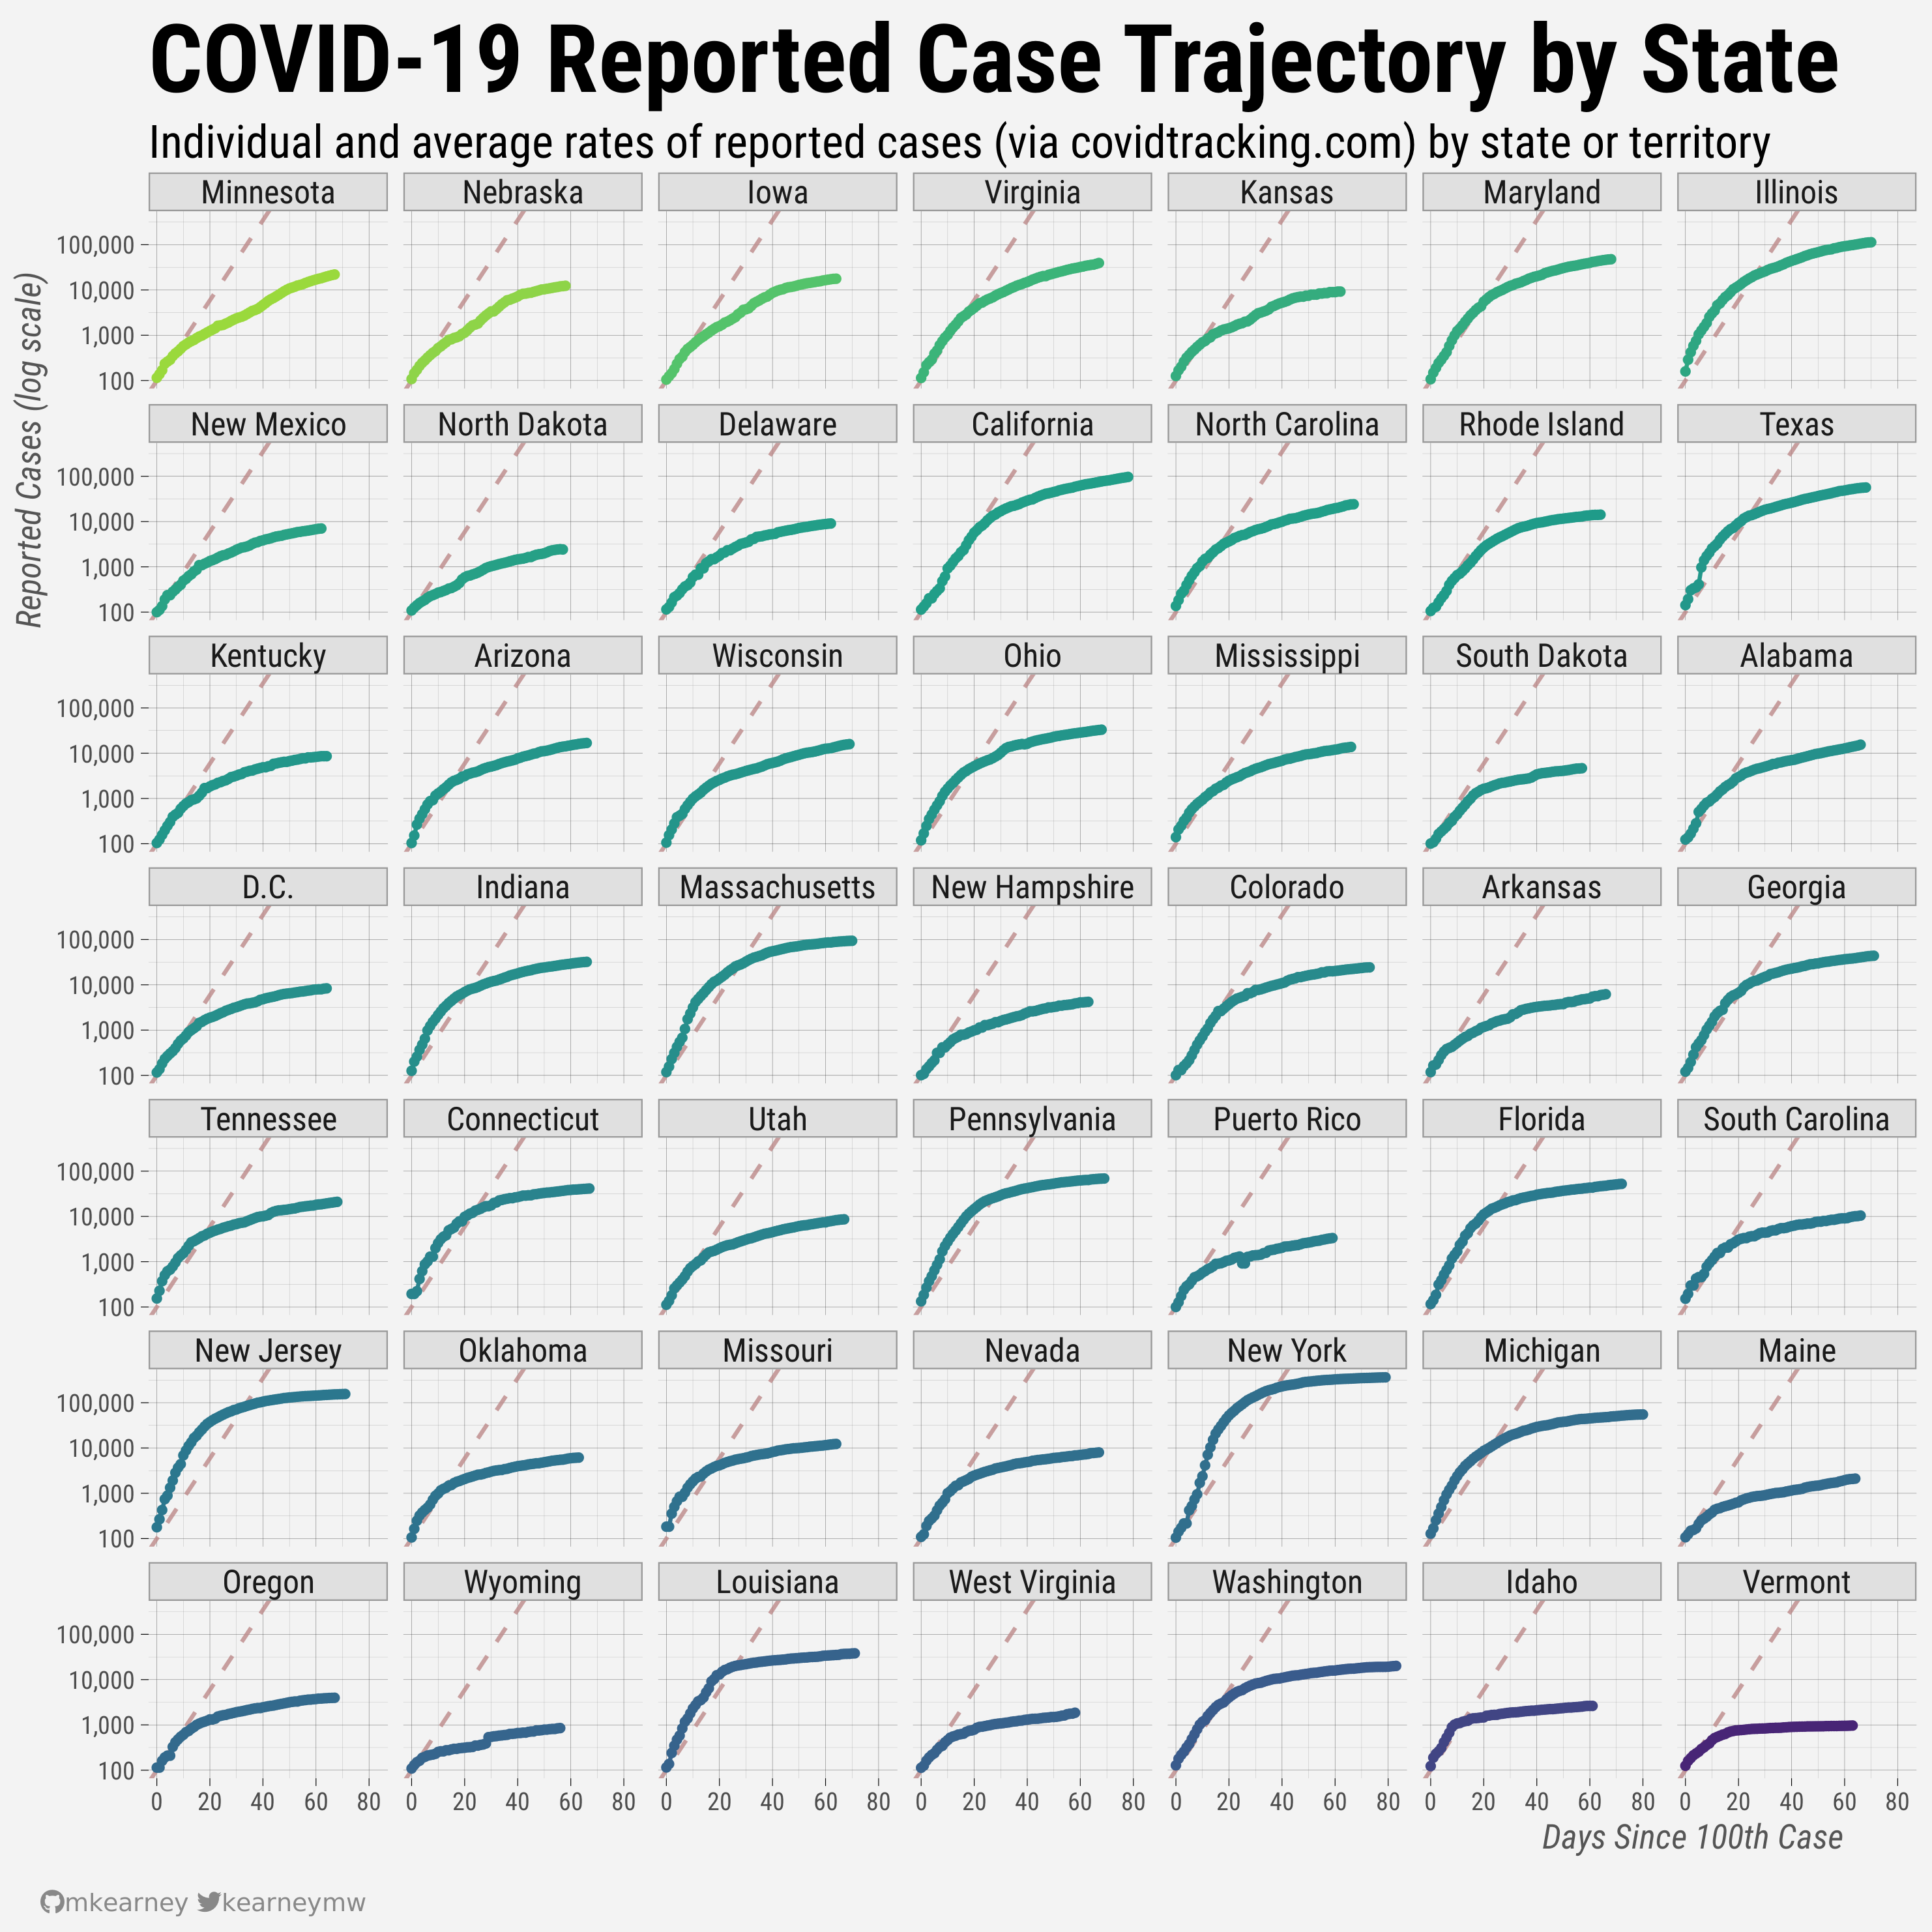 COVID-19 Reported Case Trajectory by State
Individual and average rates of reported cases (via covidtracking.com) by state or territory
Minnesota Nebraska Iowa Virginia Kansas Maryland Illinois
100,000
10,000
1,000
100
Reported Cases (log scale)
New Mexico North Dakota Delaware California North Carolina Rhode Island Texas
100,000
10,000
1,000
100
Kentucky Arizona Wisconsin Ohio Mississippi South Dakota Alabama
100,000
10,000
1,000
100
D.C. Indiana Massachusetts New Hampshire Colorado Arkansas Georgia
100,000
10,000
1,000
100
Tennessee Connecticut Utah Pennsylvania Puerto Rico Florida South Carolina
100,000
10,000
1,000
100
New Jersey Oklahoma Missouri Nevada New York Michigan Maine
100,000
10,000
1,000
100
Oregon Wyoming Louisiana West Virginia Washington Idaho Vermont
100,000
10,000
1,000
100
0 20 40 60 80 0 20 40 60 80 0 20 40 60 80 0 20 40 60 80 0 20 40 60 80 0 20 40 60 80 0 20 40 60 80
Days Since 100th Case
mkearney kearneymw